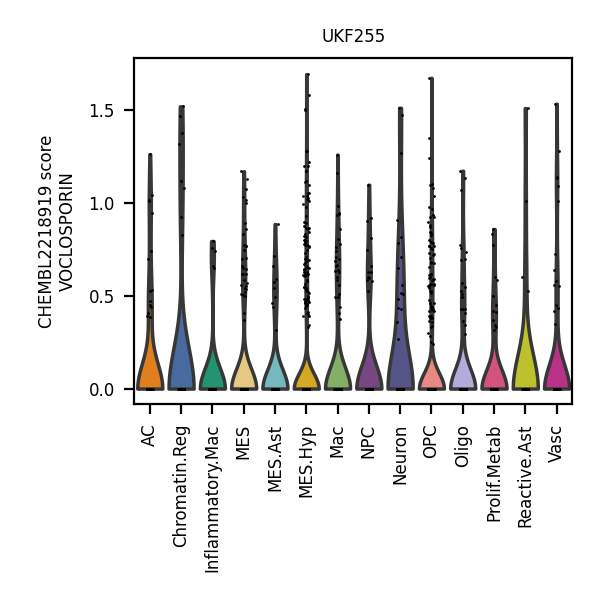 UKF255
CHEMBL2218919 score
VOCLOSPORIN
1.5
1.0
0.5
0.0
AC
Chromatin.Reg
Inflammatory.Mac
MES
MES.Ast
MES.Hyp
Mac
NPC
Neuron
OPC
Oligo
Prolif.Metab
Reactive.Ast
Vasc